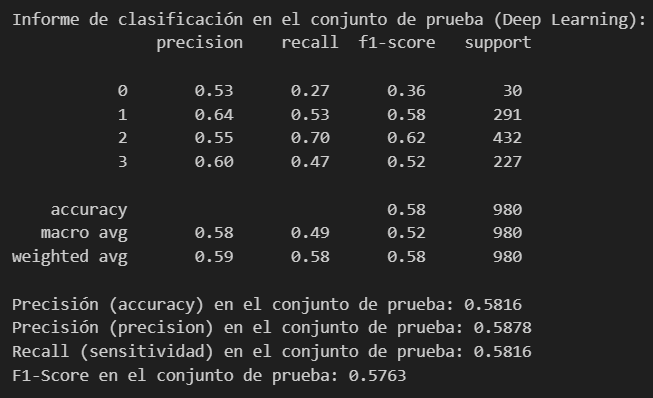 Informe de clasificación en el conjunto de prueba (Deep Learning):
precision recall f1-score support
0 0.53 0.27 0.36 30
1 0.64 0.53 0.58 291
2 0.55 0.70 0.62 432
3 0.60 0.47 0.52 227
accuracy 0.58 980
macro avg 0.58 0.49 0.52 980
weighted avg 0.59 0.58 0.58 980
Precisión (accuracy) en el conjunto de prueba: 0.5816
Precisión (precision) en el conjunto de prueba: 0.5878
Recall (sensitividad) en el conjunto de prueba: 0.5816
F1-Score en el conjunto de prueba: 0.5763